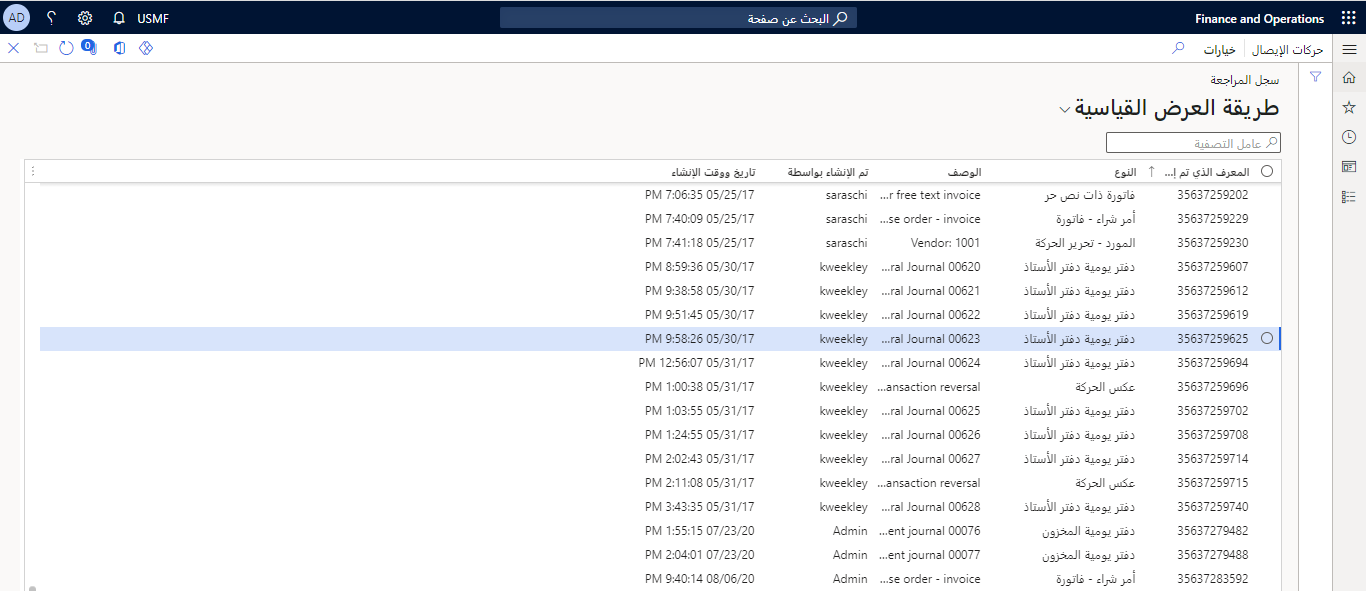 Finance and Operations
البحث عن صفحة
USMF
AD
حركات الإيصال
خيارات
0
سجل المراجعة
طريقة العرض القياسية
عامل التصفية
المعرف الذي تم إ... النوع الوصف تم الإنشاء بواسطة تاريخ ووقت الإنشاء
35637259202 فاتورة ذات نص حر ...r free text invoice saraschi 05/25/17 7:06:35 PM
35637259229 أمر شراء - فاتورة ...se order - invoice saraschi 05/25/17 7:40:09 PM
35637259230 المورد - تحرير الحركة Vendor: 1001 saraschi 05/25/17 7:41:18 PM
35637259607 دفتر يومية دفتر الأستاذ ...ral Journal 00620 kweekley 05/30/17 8:59:36 PM
35637259612 دفتر يومية دفتر الأستاذ ...ral Journal 00621 kweekley 05/30/17 9:38:58 PM
35637259619 دفتر يومية دفتر الأستاذ ...ral Journal 00622 kweekley 05/30/17 9:51:45 PM
35637259625 دفتر يومية دفتر الأستاذ ...ral Journal 00623 kweekley 05/30/17 9:58:26 PM
35637259694 دفتر يومية دفتر الأستاذ ...ral Journal 00624 kweekley 05/31/17 12:56:07 PM
35637259696 عكس الحركة ...ansaction reversal kweekley 05/31/17 1:00:38 PM
35637259702 دفتر يومية دفتر الأستاذ ...ral Journal 00625 kweekley 05/31/17 1:03:55 PM
35637259708 دفتر يومية دفتر الأستاذ ...ral Journal 00626 kweekley 05/31/17 1:24:55 PM
35637259714 دفتر يومية دفتر الأستاذ ...ral Journal 00627 kweekley 05/31/17 2:02:43 PM
35637259715 عكس الحركة ...ansaction reversal kweekley 05/31/17 2:11:08 PM
35637259740 دفتر يومية دفتر الأستاذ ...ral Journal 00628 kweekley 05/31/17 3:43:35 PM
35637279482 دفتر يومية المخزون ...ent journal 00076 Admin 07/23/20 1:55:15 PM
35637279488 دفتر يومية المخزون ...ent journal 00077 Admin 07/23/20 2:04:01 PM
35637283592 أمر شراء - فاتورة ...se order - invoice Admin 08/06/20 9:40:14 PM